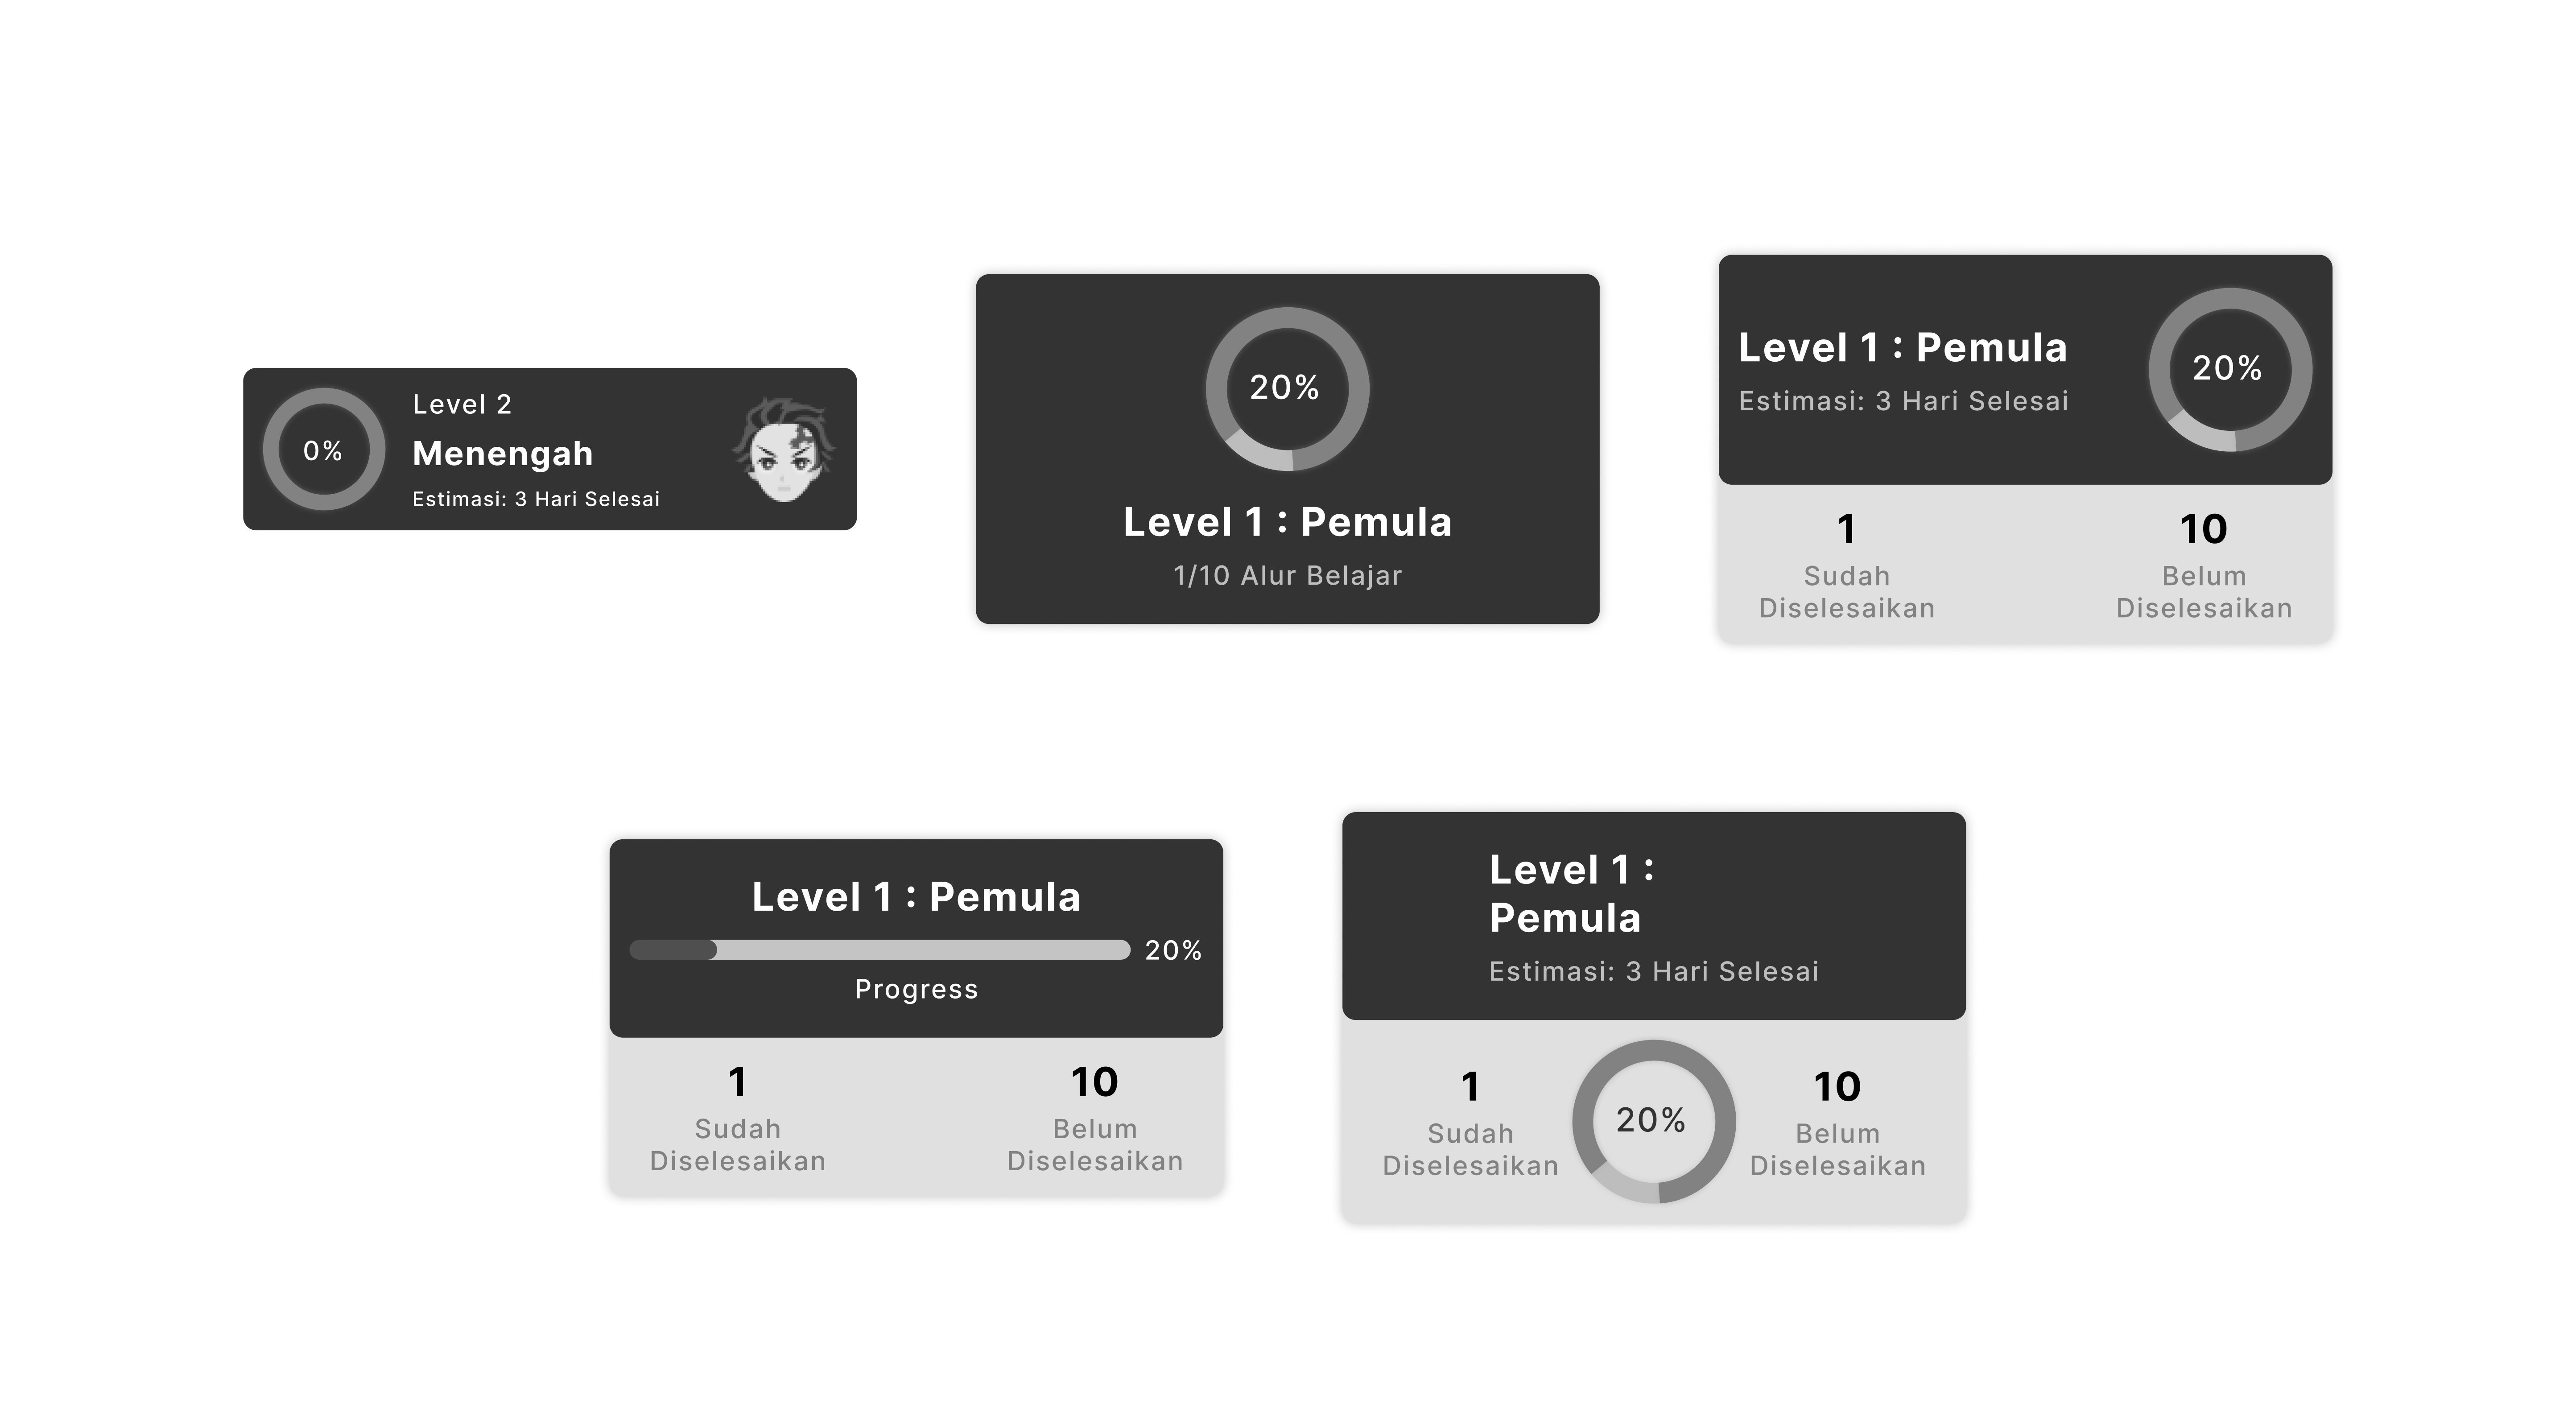 0%
Level 2
Menengah
Estimasi: 3 Hari Selesai
20%
Level 1 : Pemula
1/10 Alur Belajar
Level 1 : Pemula
Estimasi: 3 Hari Selesai
20%
1
Sudah
Diselesaikan
10
Belum
Diselesaikan
Level 1 : Pemula
20%
Progress
1
Sudah
Diselesaikan
10
Belum
Diselesaikan
Level 1 :
Pemula
Estimasi: 3 Hari Selesai
1
Sudah
Diselesaikan
20%
10
Belum
Diselesaikan